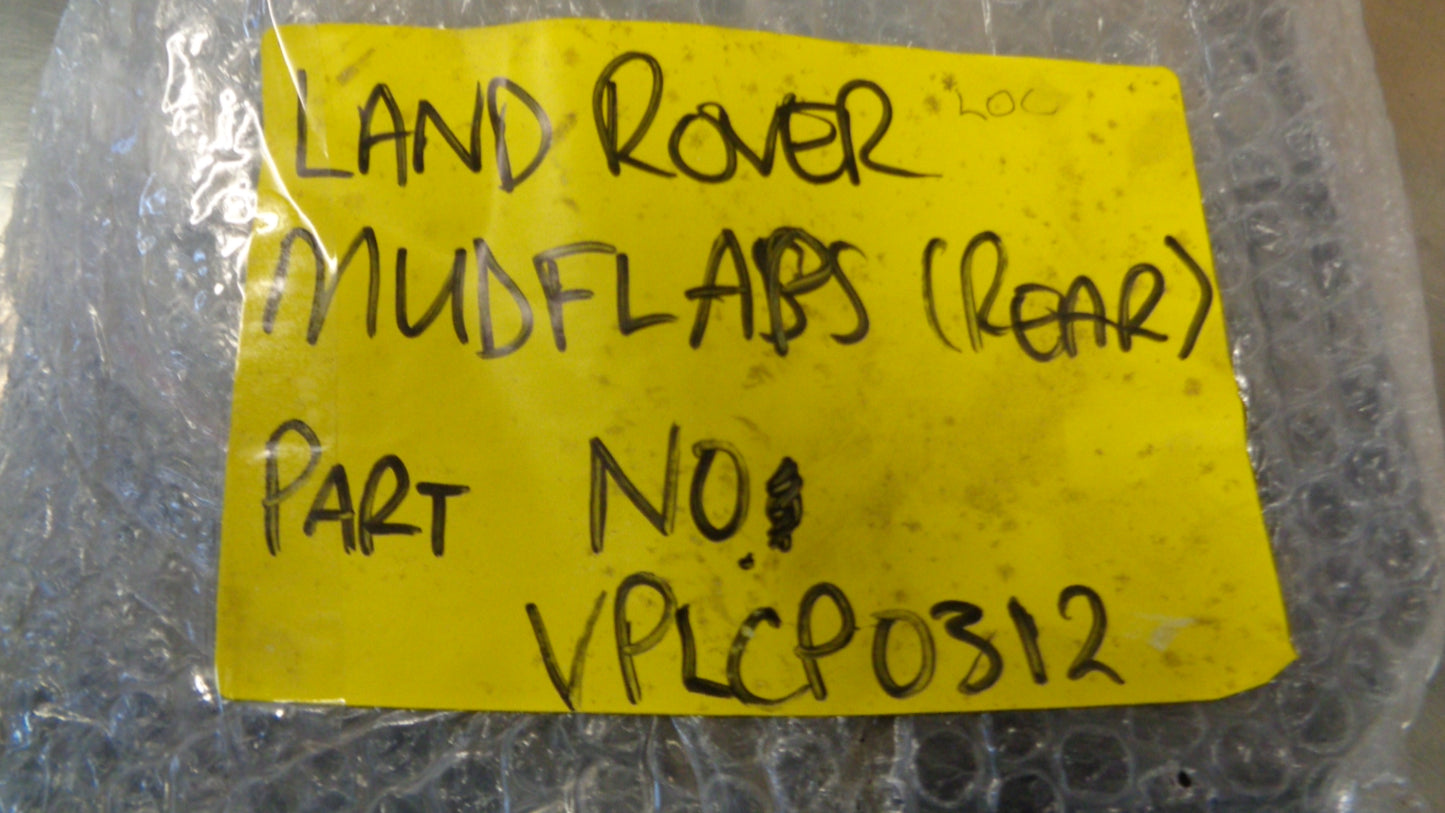 LAND ROVER LOC
MUDFLAPS (REAR)
PART NO.
VPLCP0312